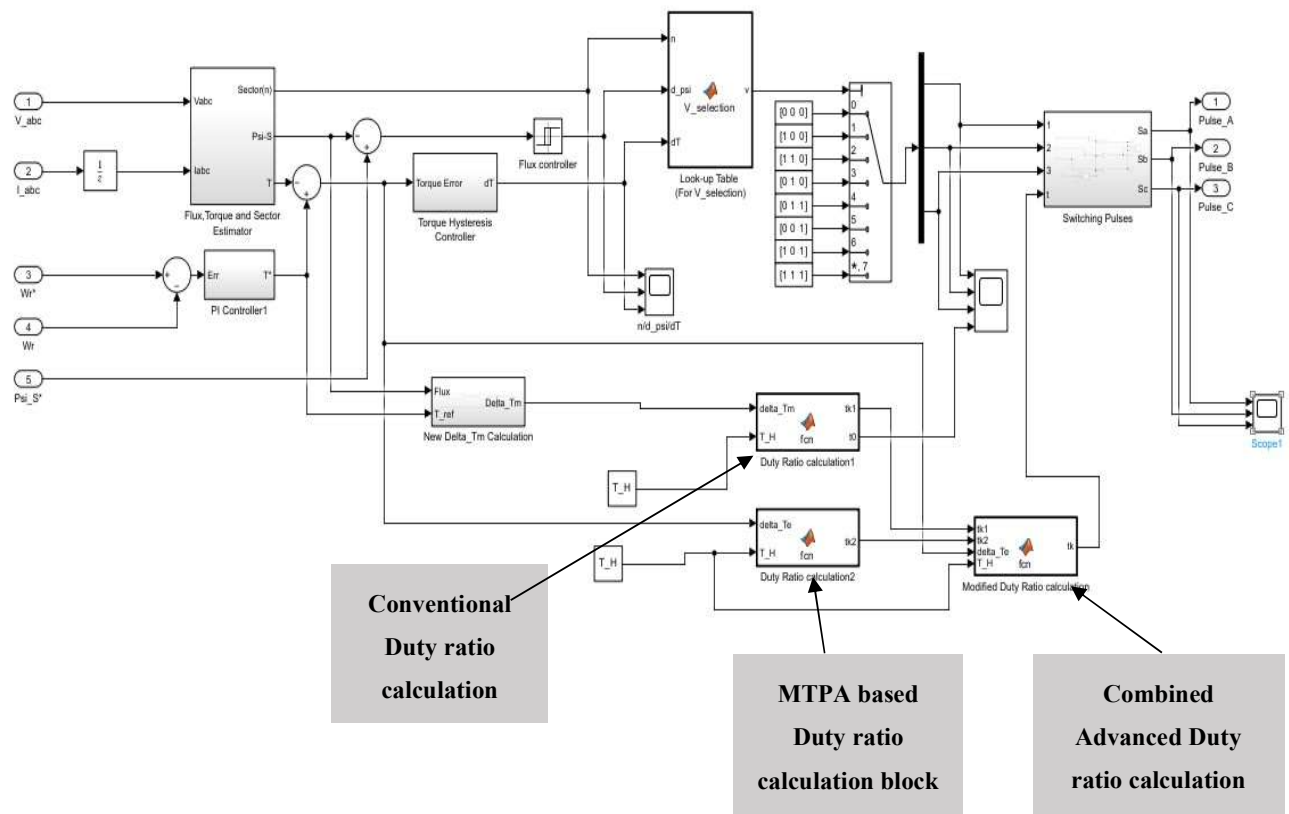 1
V_abc
2
I_abc
3
Wr*
4
Wr
5
Psi_S*
Vabc
Iabc
Sector(n)
Psi-S
T
Flux,Torque and Sector
Estimator
Err
T*
PI Controller1
Torque Error
dT
Torque Hysteresis
Controller
Flux controller
n
d_psi
dT
v
V_selection
Look-up Table
(For V_selection)
n/d_psi/dT
[0 0 0]
[1 0 0]
[1 1 0]
[0 1 0]
[0 1 1]
[0 0 1]
[1 0 1]
[1 1 1]
0
1
2
3
4
5
6
*, 7
1
2
3
t
Sa
Sb
Sc
Switching Pulses
1
Pulse_A
2
Pulse_B
3
Pulse_C
Scope1
Flux
T_ref
Delta_Tm
New Delta_Tm Calculation
delta_Tm
T_H
fcn
tk1
t0
Duty Ratio calculation1
T_H
delta_Te
T_H
fcn
tk2
Duty Ratio calculation2
T_H
tk1
tk2
delta_Te
T_H
fcn
tk
Modified Duty Ratio calculation
Conventional
Duty ratio
calculation
MTPA based
Duty ratio
calculation block
Combined
Advanced Duty
ratio calculation